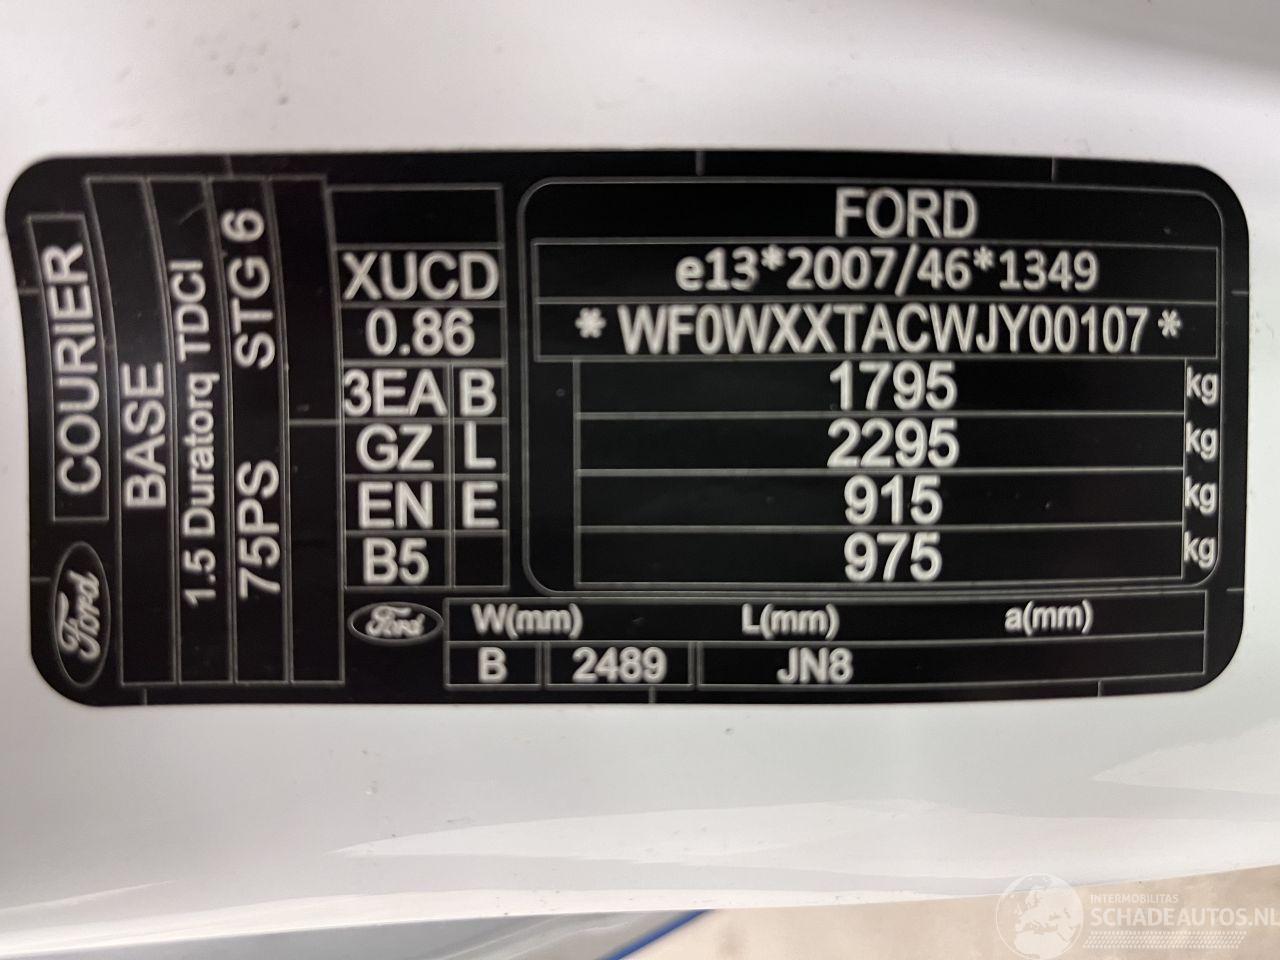 FORD
e13*2007/46*1349
* WF0WXXTACWJY00107 *
1795 kg
2295 kg
915 kg
975 kg
XUCD
0.86
3EA B
GZ L
EN E
B5
Ford
W(mm) L(mm) a(mm)
B 2489 JN8
Ford COURIER
BASE
1.5 Duratorq TDCI
75PS STG 6
INTERMOBILITAS
SCHADEAUTOS.NL